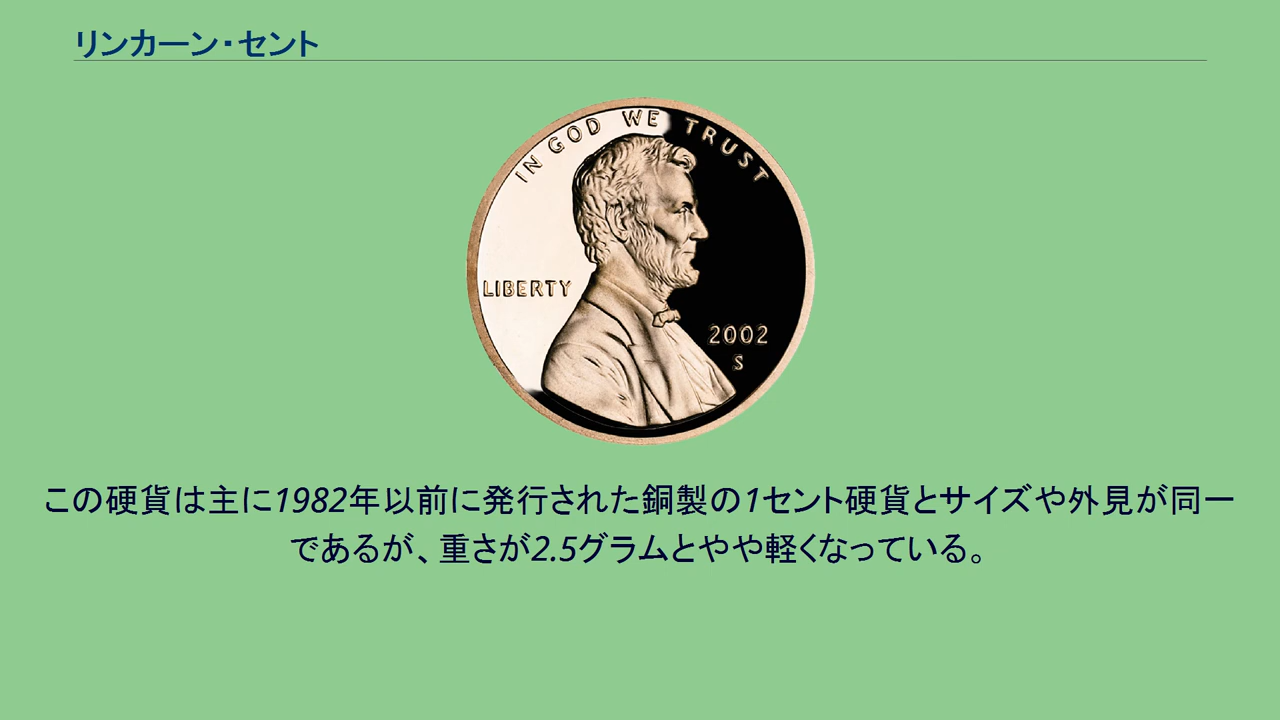 リンカーン・セント
IN GOD WE TRUST
LIBERTY
2002
S
この硬貨は主に1982年以前に発行された銅製の1セント硬貨とサイズや外見が同一
であるが、重さが2.5グラムとやや軽くなっている。